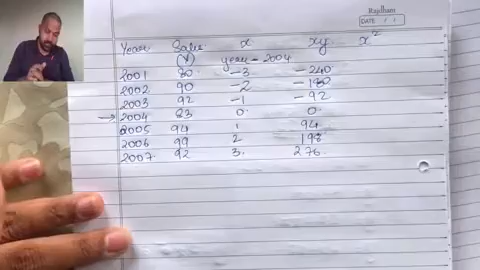 Rajdhani
DATE / /
Year Sales x xy x²
(y) year - 2004
2001 80 -3 -240
2002 90 -2 -180
2003 92 -1 -92
→ 2004 83 0 0
2005 94 1 94
2006 99 2 198
2007 92 3 276